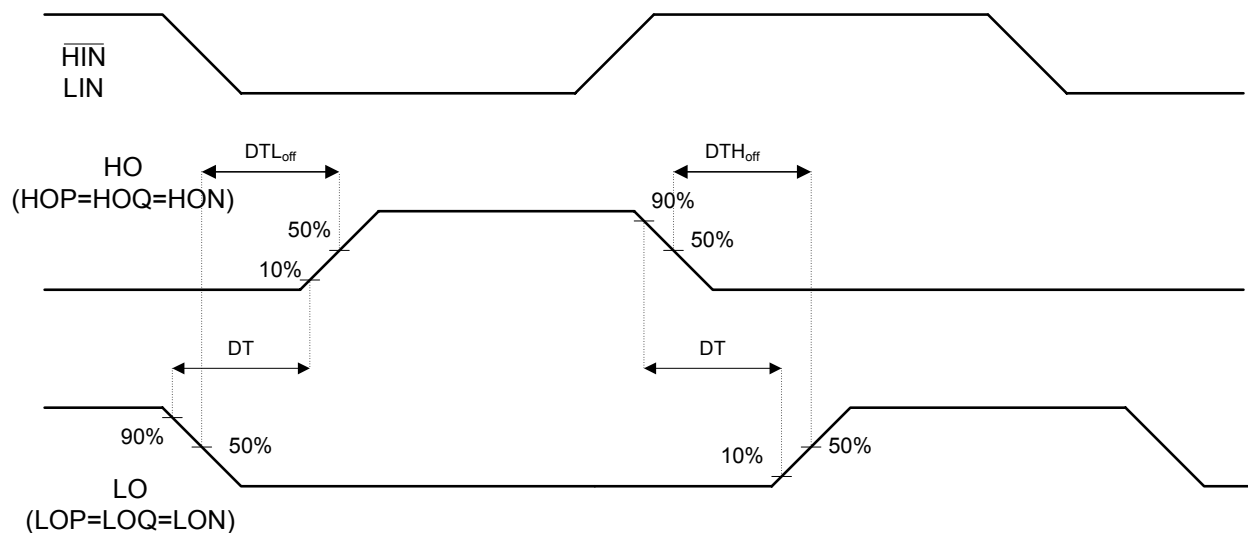 H̅I̅N̅
LIN
DTLoff
DTHoff
HO
(HOP=HOQ=HON)
90%
50%
50%
10%
DT
DT
90%
50%
10%
50%
LO
(LOP=LOQ=LON)